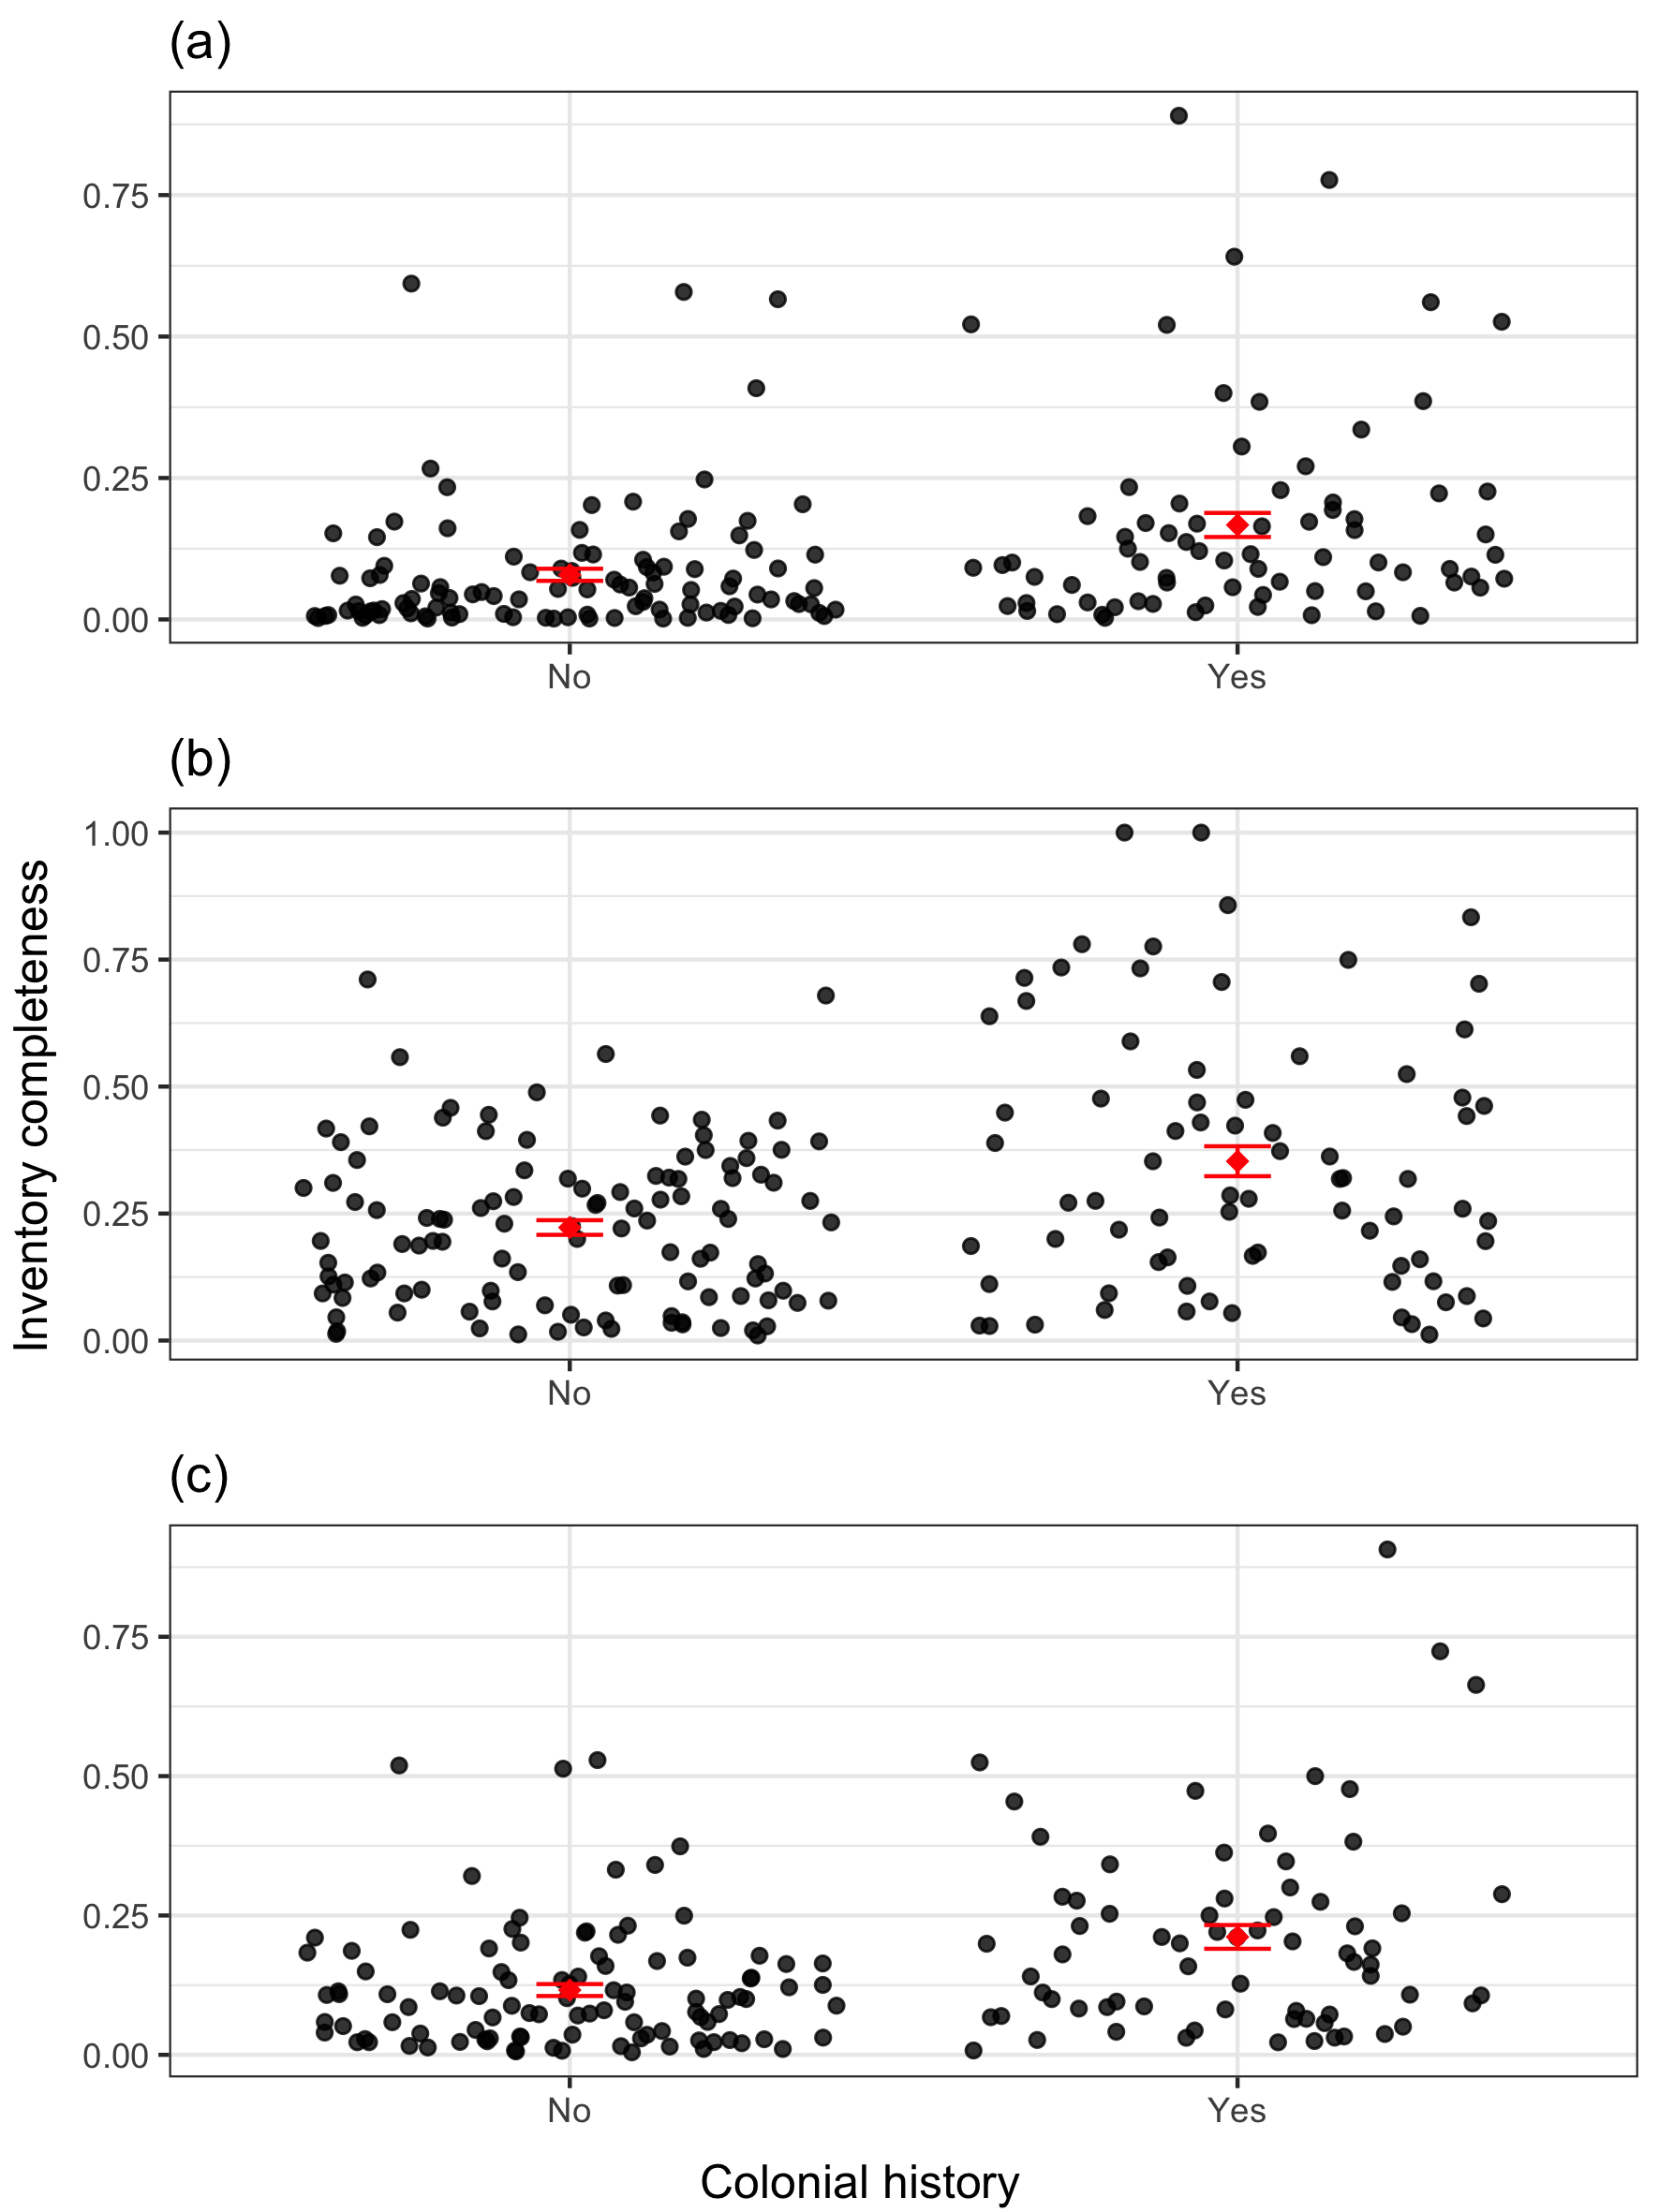 (a)
0.75
0.50
0.25
0.00
No
Yes
(b)
Inventory completeness
1.00
0.75
0.50
0.25
0.00
No
Yes
(c)
0.75
0.50
0.25
0.00
No
Yes
Colonial history